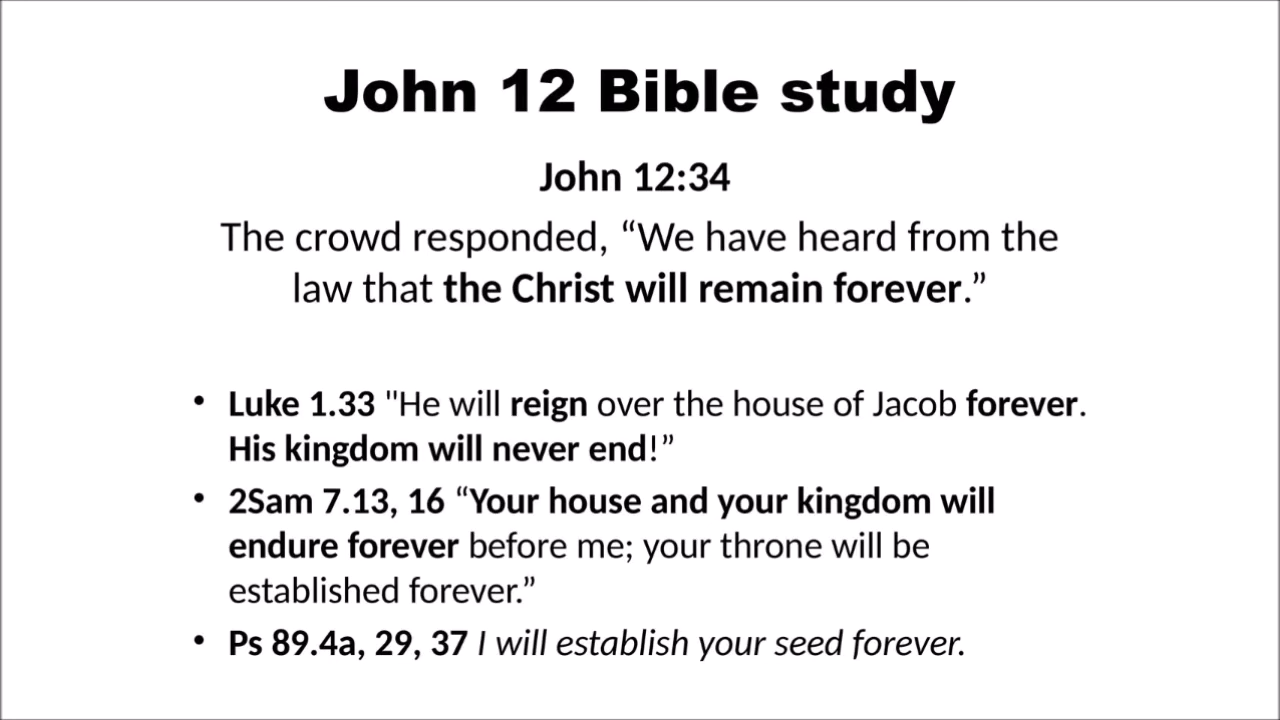 John 12 Bible study
John 12:34
The crowd responded, “We have heard from the
law that the Christ will remain forever.”
• Luke 1.33 "He will reign over the house of Jacob forever.
His kingdom will never end!”
• 2Sam 7.13, 16 “Your house and your kingdom will
endure forever before me; your throne will be
established forever.”
• Ps 89.4a, 29, 37 I will establish your seed forever.